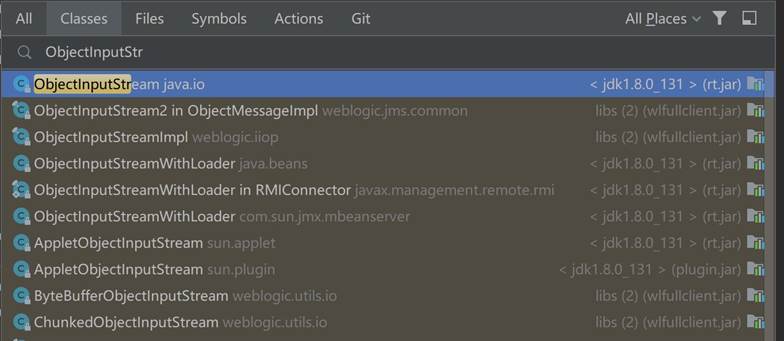 All Classes Files Symbols Actions Git All Places
ObjectInputStr
ObjectInputStream java.io < jdk1.8.0_131 > (rt.jar)
ObjectInputStream2 in ObjectMessageImpl weblogic.jms.common libs (2) (wlfullclient.jar)
ObjectInputStreamImpl weblogic.iiop libs (2) (wlfullclient.jar)
ObjectInputStreamWithLoader java.beans < jdk1.8.0_131 > (rt.jar)
ObjectInputStreamWithLoader in RMIConnector javax.management.remote.rmi < jdk1.8.0_131 > (rt.jar)
ObjectInputStreamWithLoader com.sun.jmx.mbeanserver < jdk1.8.0_131 > (rt.jar)
AppletObjectInputStream sun.applet < jdk1.8.0_131 > (rt.jar)
AppletObjectInputStream sun.plugin < jdk1.8.0_131 > (plugin.jar)
ByteBufferObjectInputStream weblogic.utils.io libs (2) (wlfullclient.jar)
ChunkedObjectInputStream weblogic.utils.io libs (2) (wlfullclient.jar)